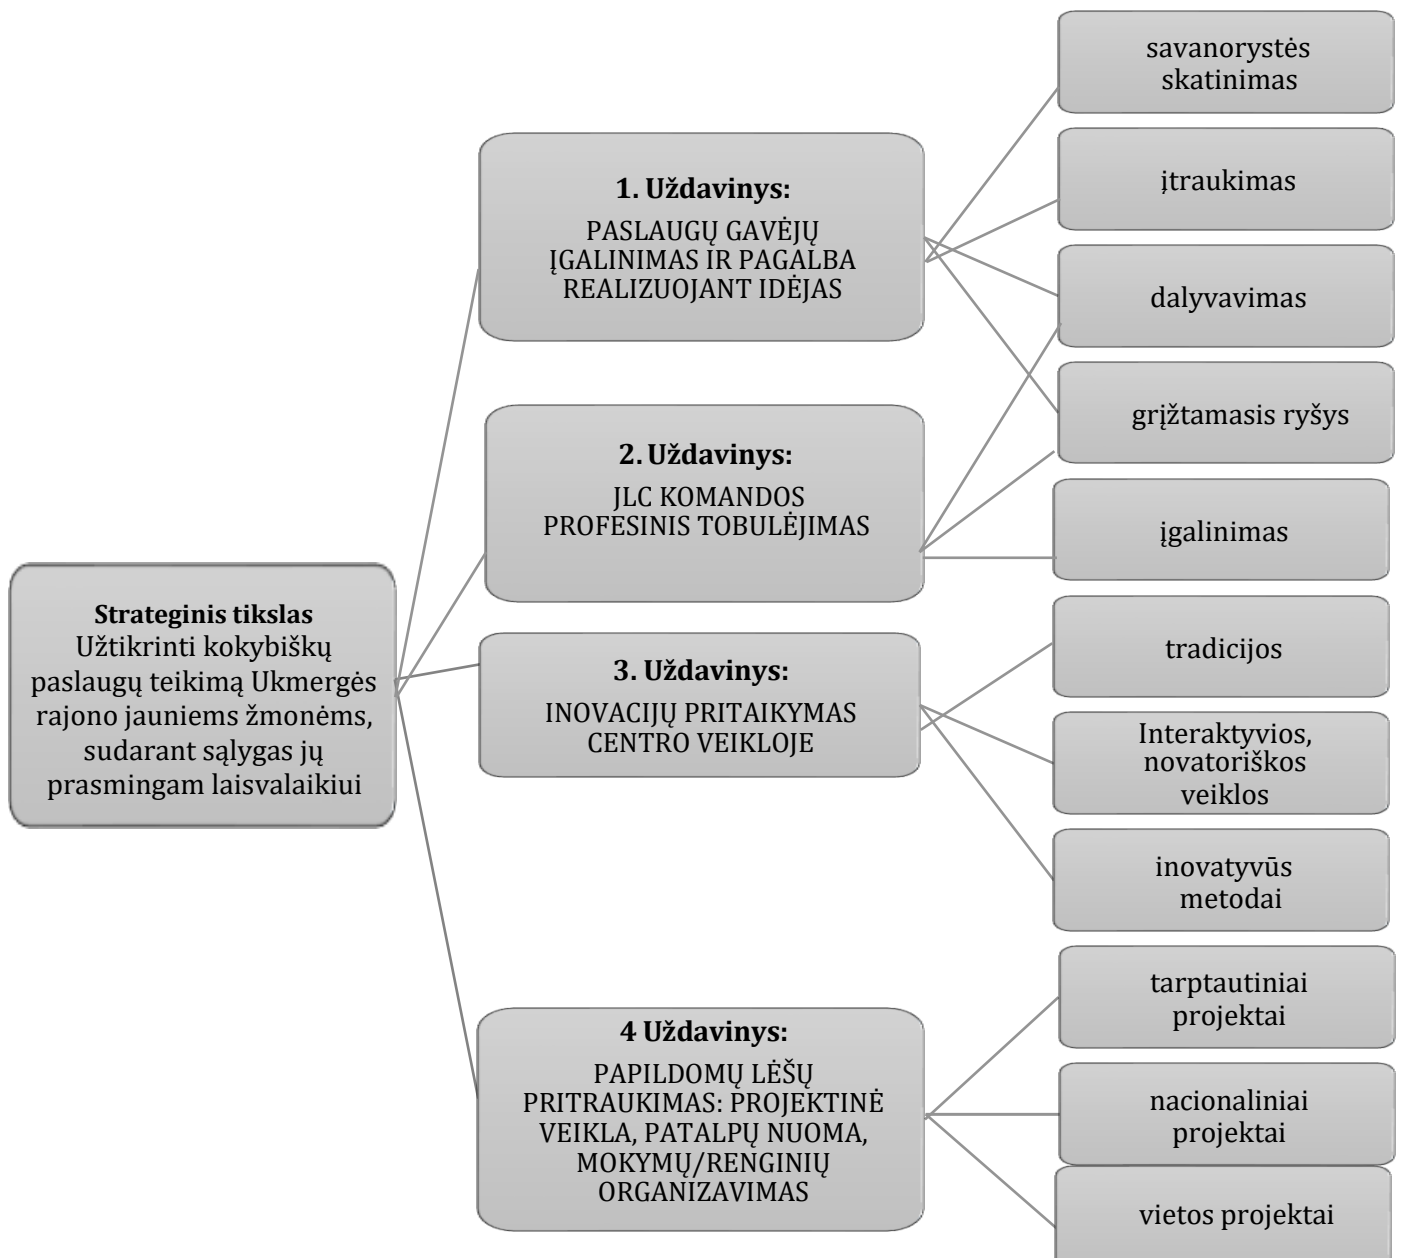 Strateginis tikslas
Užtikrinti kokybiškų
paslaugų teikimą Ukmergės
rajono jauniems žmonėms,
sudarant sąlygas jų
prasmingam laisvalaikiui
1. Uždavinys:
PASLAUGŲ GAVĖJŲ
ĮGALINIMAS IR PAGALBA
REALIZUOJANT IDĖJAS
2. Uždavinys:
JLC KOMANDOS
PROFESINIS TOBULĖJIMAS
3. Uždavinys:
INOVACIJŲ PRITAIKYMAS
CENTRO VEIKLOJE
4 Uždavinys:
PAPILDOMŲ LĖŠŲ
PRITRAUKIMAS: PROJEKTINĖ
VEIKLA, PATALPŲ NUOMA,
MOKYMŲ/RENGINIŲ
ORGANIZAVIMAS
savanorystės
skatinimas
įtraukimas
dalyvavimas
grįžtamasis ryšys
įgalinimas
tradicijos
Interaktyvios,
novatoriškos
veiklos
inovatyvūs
metodai
tarptautiniai
projektai
nacionaliniai
projektai
vietos projektai